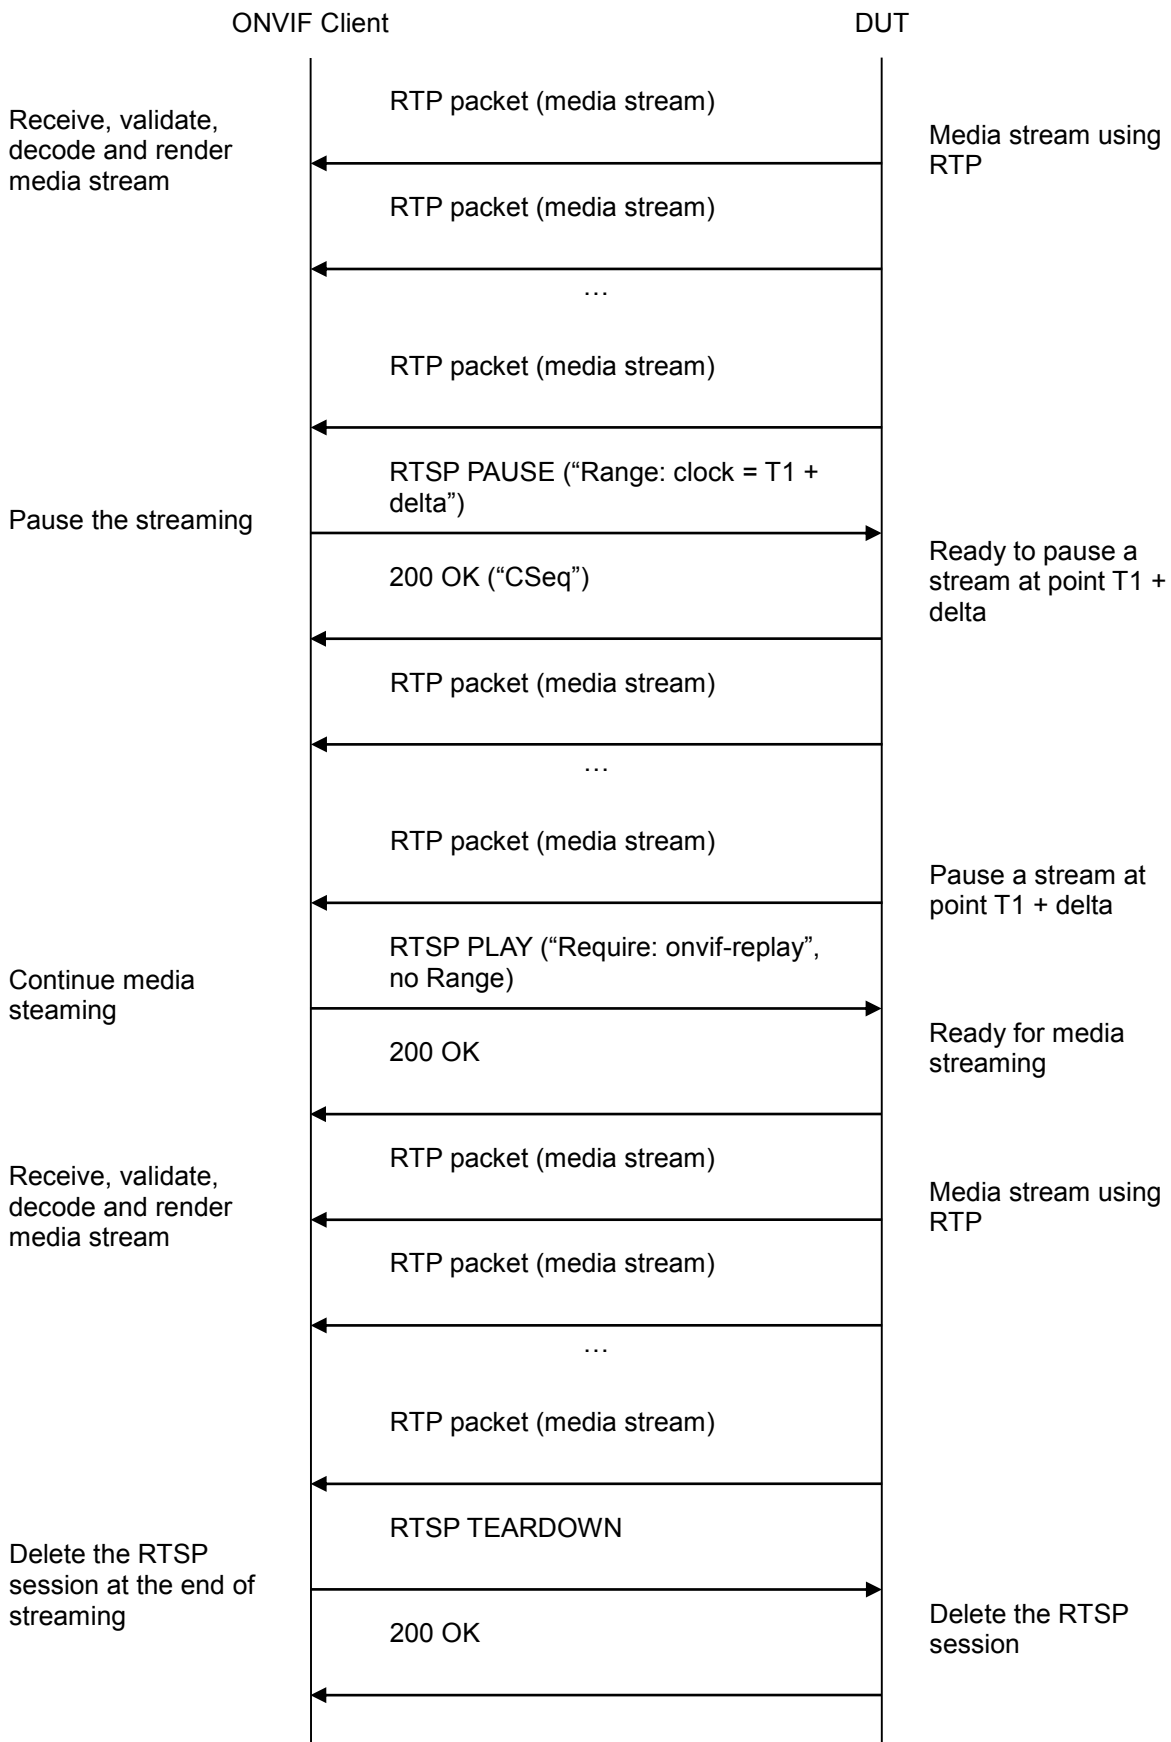 ONVIF Client
DUT
RTP packet (media stream)
Receive, validate,
decode and render
media stream
Media stream using
RTP
RTP packet (media stream)
…
RTP packet (media stream)
RTSP PAUSE (“Range: clock = T1 +
delta”)
Pause the streaming
Ready to pause a
stream at point T1 +
delta
200 OK (“CSeq”)
RTP packet (media stream)
…
RTP packet (media stream)
Pause a stream at
point T1 + delta
RTSP PLAY (“Require: onvif-replay”,
no Range)
Continue media
steaming
Ready for media
streaming
200 OK
RTP packet (media stream)
Receive, validate,
decode and render
media stream
Media stream using
RTP
RTP packet (media stream)
…
RTP packet (media stream)
RTSP TEARDOWN
Delete the RTSP
session at the end of
streaming
Delete the RTSP
session
200 OK